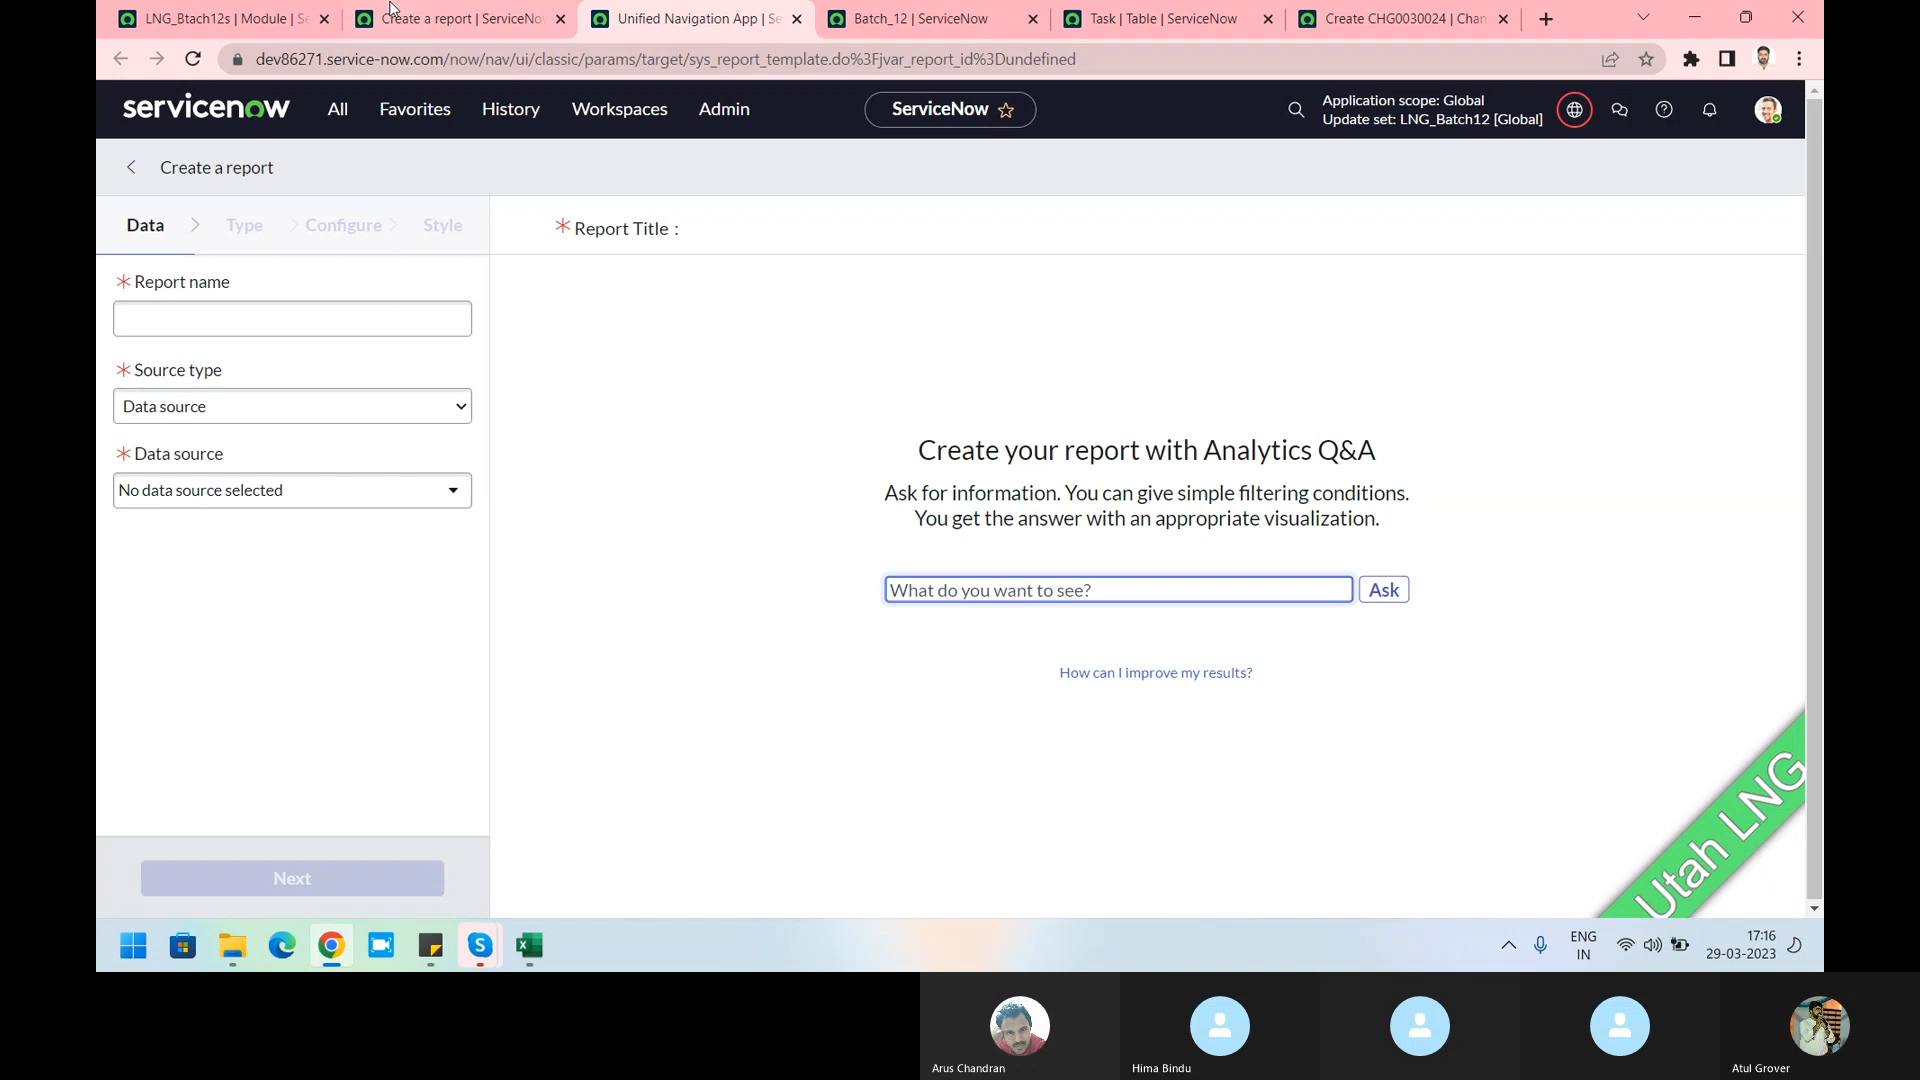 LNG_Btach12s | Module | Se
Create a report | ServiceNo
Unified Navigation App | Se
Batch_12 | ServiceNow
Task | Table | ServiceNow
Create CHG0030024 | Chan
dev86271.service-now.com/now/nav/ui/classic/params/target/sys_report_template.do%3Fjvar_report_id%3Dundefined
servicenow
All
Favorites
History
Workspaces
Admin
ServiceNow
Application scope: Global
Update set: LNG_Batch12 [Global]
Create a report
Data
Type
Configure
Style
* Report Title :
* Report name
* Source type
Data source
* Data source
No data source selected
Create your report with Analytics Q&A
Ask for information. You can give simple filtering conditions.
You get the answer with an appropriate visualization.
What do you want to see?
Ask
How can I improve my results?
Utah LNG
Next
ENG
IN
17:16
29-03-2023
Arus Chandran
Hima Bindu
Atul Grover